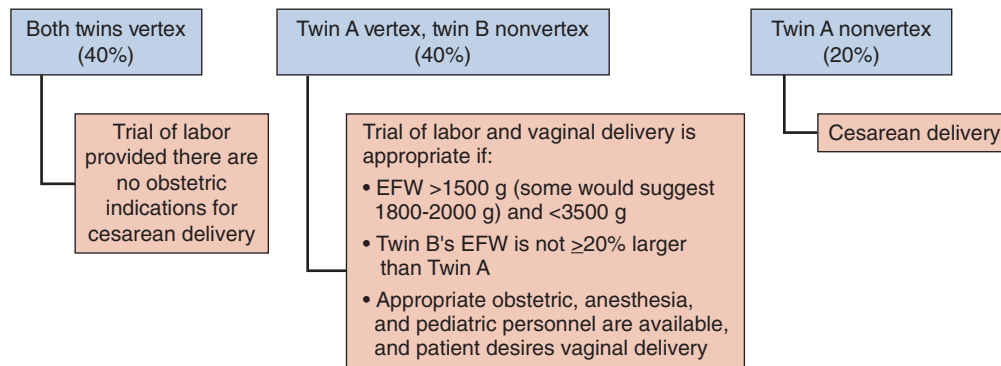 Both twins vertex
(40%)
Trial of labor
provided there are
no obstetric
indications for
cesarean delivery
Twin A vertex, twin B nonvertex
(40%)
Trial of labor and vaginal delivery is
appropriate if:
• EFW >1500 g (some would suggest
1800-2000 g) and <3500 g
• Twin B's EFW is not ≥20% larger
than Twin A
• Appropriate obstetric, anesthesia,
and pediatric personnel are available,
and patient desires vaginal delivery
Twin A nonvertex
(20%)
Cesarean delivery